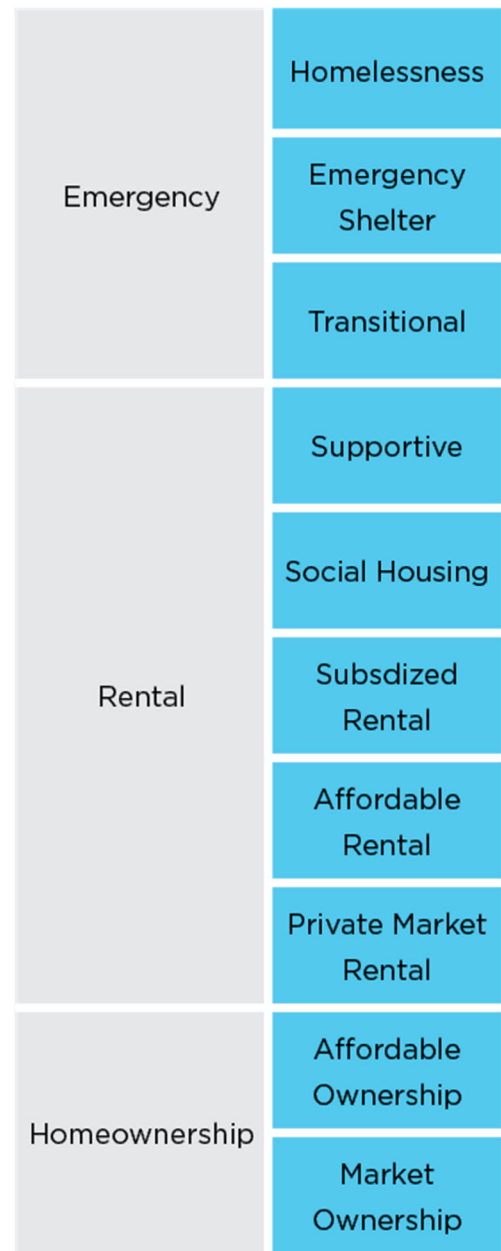 Emergency
Homelessness
Emergency
Shelter
Transitional
Rental
Supportive
Social Housing
Subsdized
Rental
Affordable
Rental
Private Market
Rental
Homeownership
Affordable
Ownership
Market
Ownership